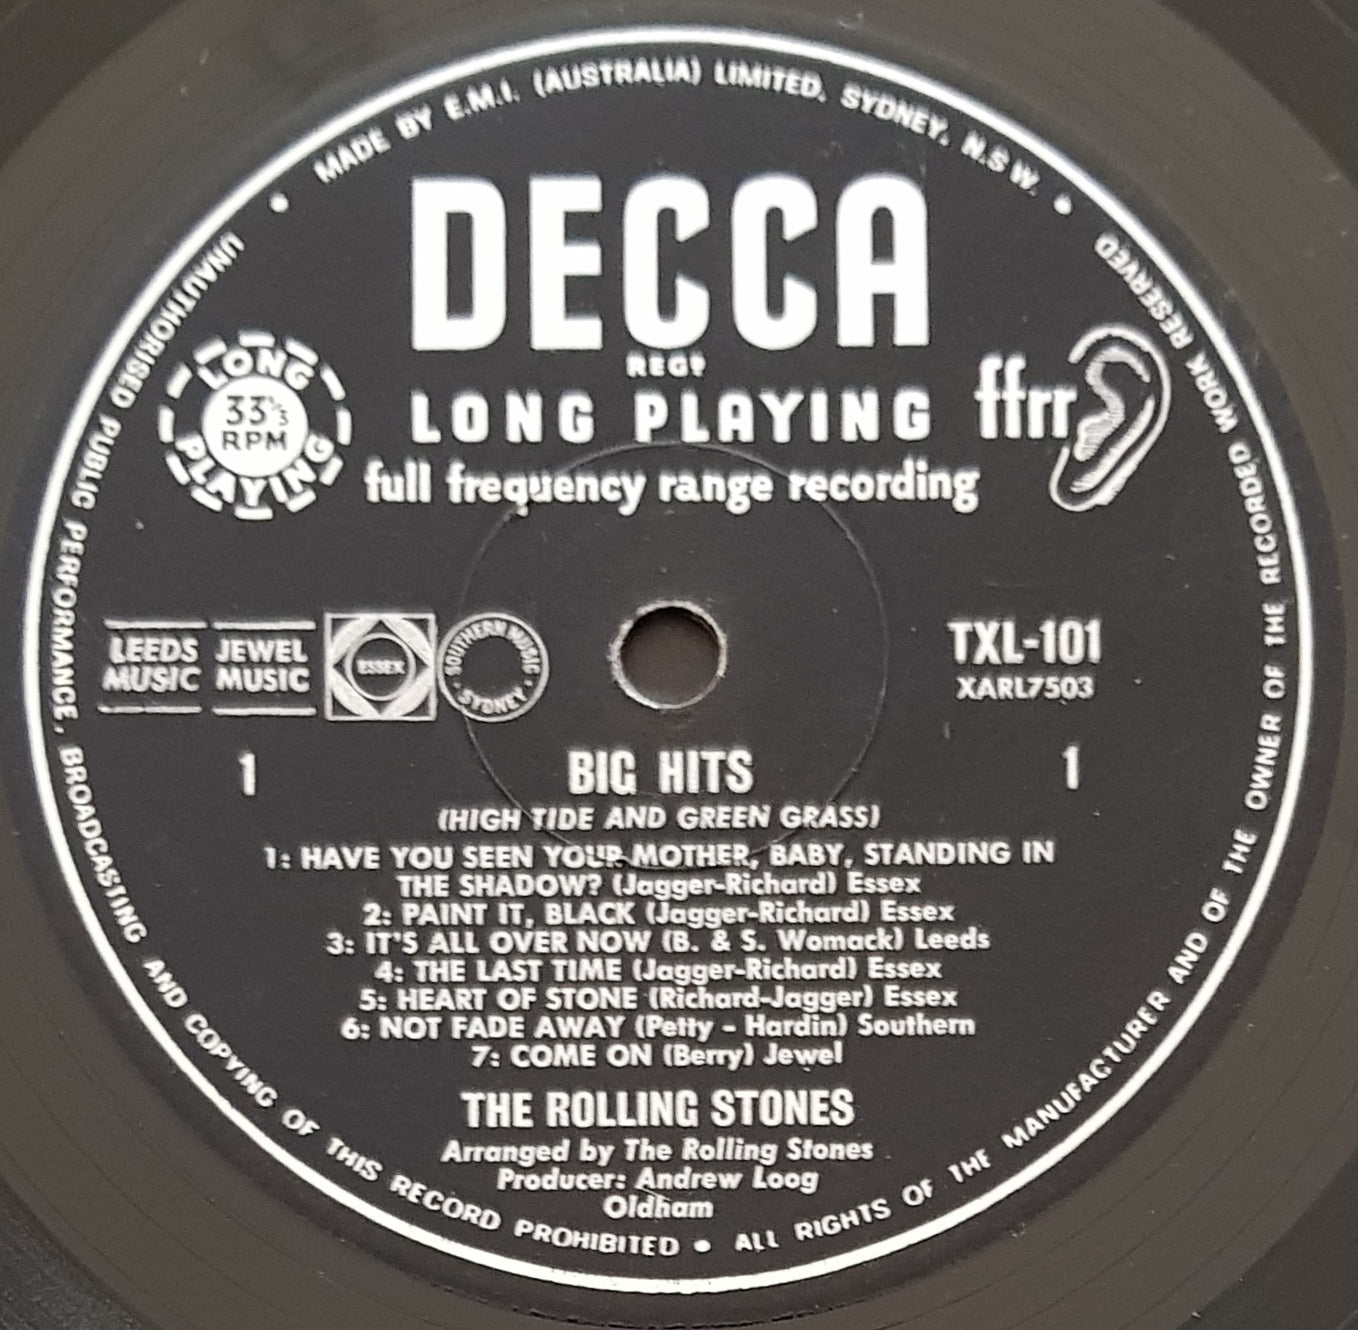 MADE BY E.M.I. (AUSTRALIA) LIMITED, SYDNEY, N.S.W.
DECCA
REGD
LONG PLAYING
full frequency range recording
LONG
33⅓
RPM
PLAYING
ffrr
LEEDS
MUSIC
JEWEL
MUSIC
ESSEX
SOUTHERN MUSIC
SYDNEY
TXL-101
XARL7503
1
1
BIG HITS
(HIGH TIDE AND GREEN GRASS)
1: HAVE YOU SEEN YOUR MOTHER, BABY, STANDING IN
THE SHADOW? (Jagger-Richard) Essex
2: PAINT IT, BLACK (Jagger-Richard) Essex
3: IT'S ALL OVER NOW (B. & S. Womack) Leeds
4: THE LAST TIME (Jagger-Richard) Essex
5: HEART OF STONE (Richard-Jagger) Essex
6: NOT FADE AWAY (Petty - Hardin) Southern
7: COME ON (Berry) Jewel
THE ROLLING STONES
Arranged by The Rolling Stones
Producer: Andrew Loog
Oldham
UNAUTHORISED PUBLIC PERFORMANCE, BROADCASTING AND COPYING OF THIS RECORD PROHIBITED • ALL RIGHTS OF THE MANUFACTURER AND OF THE OWNER OF THE RECORDED WORK RESERVED